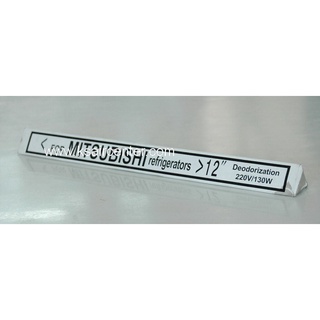 < FOR MITSUBISHI refrigerators >12"
Deodorization
220V/130W